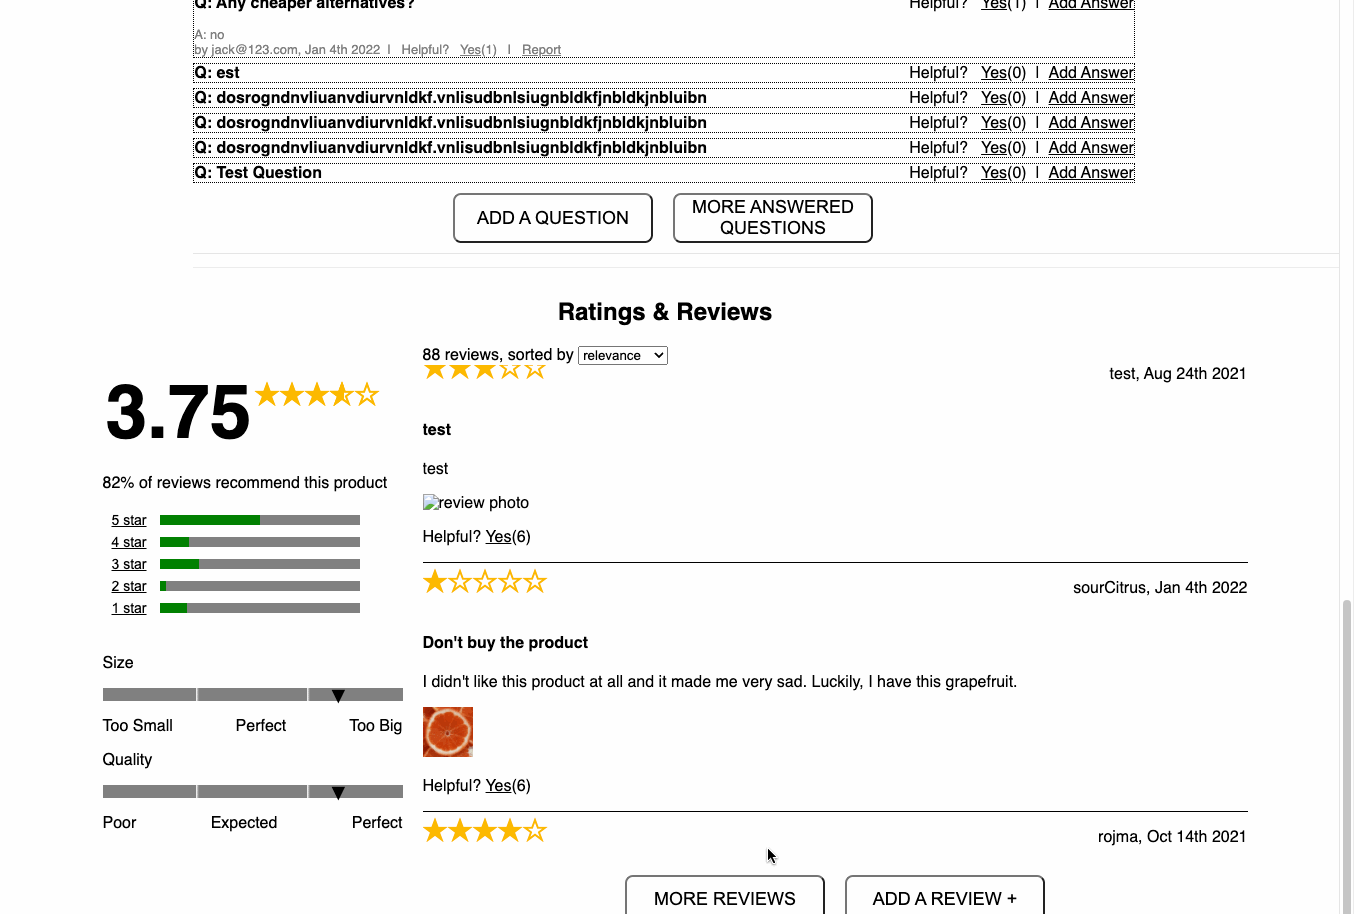 Q: Any cheaper alternatives? Helpful? Yes(1) | Add Answer
A: no
by jack@123.com, Jan 4th 2022 | Helpful? Yes(1) | Report
Q: est Helpful? Yes(0) | Add Answer
Q: dosrogndnvliuanvdiurvnldkf.vnlisudbnlsiugnbldkfjnbldkjnbluibn Helpful? Yes(0) | Add Answer
Q: dosrogndnvliuanvdiurvnldkf.vnlisudbnlsiugnbldkfjnbldkjnbluibn Helpful? Yes(0) | Add Answer
Q: dosrogndnvliuanvdiurvnldkf.vnlisudbnlsiugnbldkfjnbldkjnbluibn Helpful? Yes(0) | Add Answer
Q: Test Question Helpful? Yes(0) | Add Answer
ADD A QUESTION
MORE ANSWERED
QUESTIONS
Ratings & Reviews
3.75
82% of reviews recommend this product
5 star
4 star
3 star
2 star
1 star
Size
Too Small Perfect Too Big
Quality
Poor Expected Perfect
88 reviews, sorted by relevance
test, Aug 24th 2021
test
test
review photo
Helpful? Yes(6)
sourCitrus, Jan 4th 2022
Don't buy the product
I didn't like this product at all and it made me very sad. Luckily, I have this grapefruit.
Helpful? Yes(6)
rojma, Oct 14th 2021
MORE REVIEWS
ADD A REVIEW +